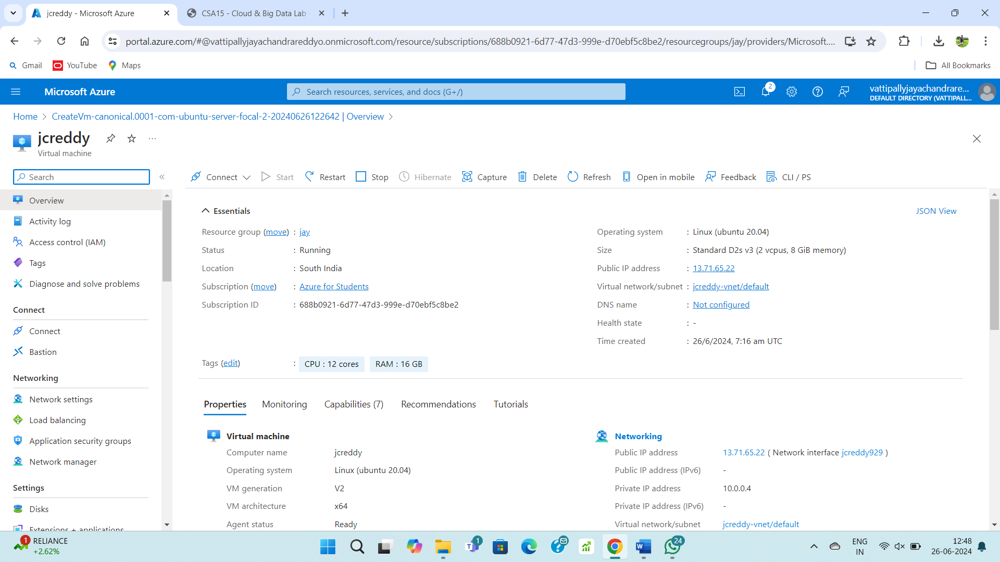 jcreddy - Microsoft Azure
CSA15 - Cloud & Big Data Lab -
portal.azure.com/#@vattipallyjayachandrareddyo.onmicrosoft.com/resource/subscriptions/688b0921-6d77-47d3-999e-d70ebf5c8be2/resourcegroups/jay/providers/Microsoft....
Gmail YouTube Maps All Bookmarks
Microsoft Azure
Search resources, services, and docs (G+/)
2
vattipallyjayachandrare...
DEFAULT DIRECTORY (VATTIPALL...
Home > CreateVm-canonical.0001-com-ubuntu-server-focal-2-20240626122642 | Overview >
jcreddy
Virtual machine
Search
Connect Start Restart Stop Hibernate Capture Delete Refresh Open in mobile Feedback CLI / PS
Overview
Activity log
Access control (IAM)
Tags
Diagnose and solve problems
Connect
Connect
Bastion
Networking
Network settings
Load balancing
Application security groups
Network manager
Settings
Disks
Extensions + applications
Essentials
JSON View
Resource group (move) : jay
Status : Running
Location : South India
Subscription (move) : Azure for Students
Subscription ID : 688b0921-6d77-47d3-999e-d70ebf5c8be2
Operating system : Linux (ubuntu 20.04)
Size : Standard D2s v3 (2 vcpus, 8 GiB memory)
Public IP address : 13.71.65.22
Virtual network/subnet : jcreddy-vnet/default
DNS name : Not configured
Health state : -
Time created : 26/6/2024, 7:16 am UTC
Tags (edit) : CPU : 12 cores RAM : 16 GB
Properties Monitoring Capabilities (7) Recommendations Tutorials
Virtual machine
Computer name jcreddy
Operating system Linux (ubuntu 20.04)
VM generation V2
VM architecture x64
Agent status Ready
Networking
Public IP address 13.71.65.22 ( Network interface jcreddy929 )
Public IP address (IPv6) -
Private IP address 10.0.0.4
Private IP address (IPv6) -
Virtual network/subnet jcreddy-vnet/default
1
RELIANCE
+2.62%
1
24
ENG
IN
12:48
26-06-2024